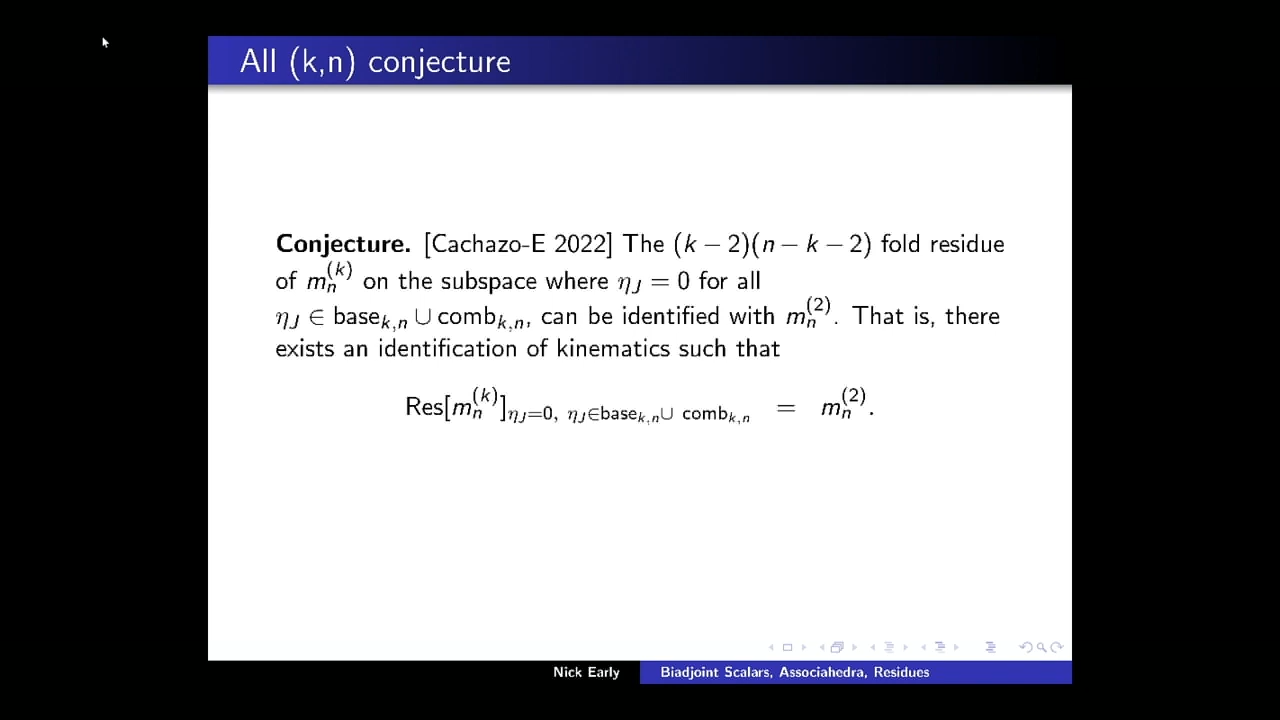 All (k,n) conjecture
Conjecture. [Cachazo-E 2022] The (k − 2)(n − k − 2) fold residue
of m_n^{(k)} on the subspace where η_J = 0 for all
η_J ∈ base_{k,n} ∪ comb_{k,n}, can be identified with m_n^{(2)}. That is, there
exists an identification of kinematics such that
Res[m_n^{(k)}]_{η_J=0, η_J∈base_{k,n}∪ comb_{k,n}} = m_n^{(2)}.
Nick Early
Biadjoint Scalars, Associahedra, Residues